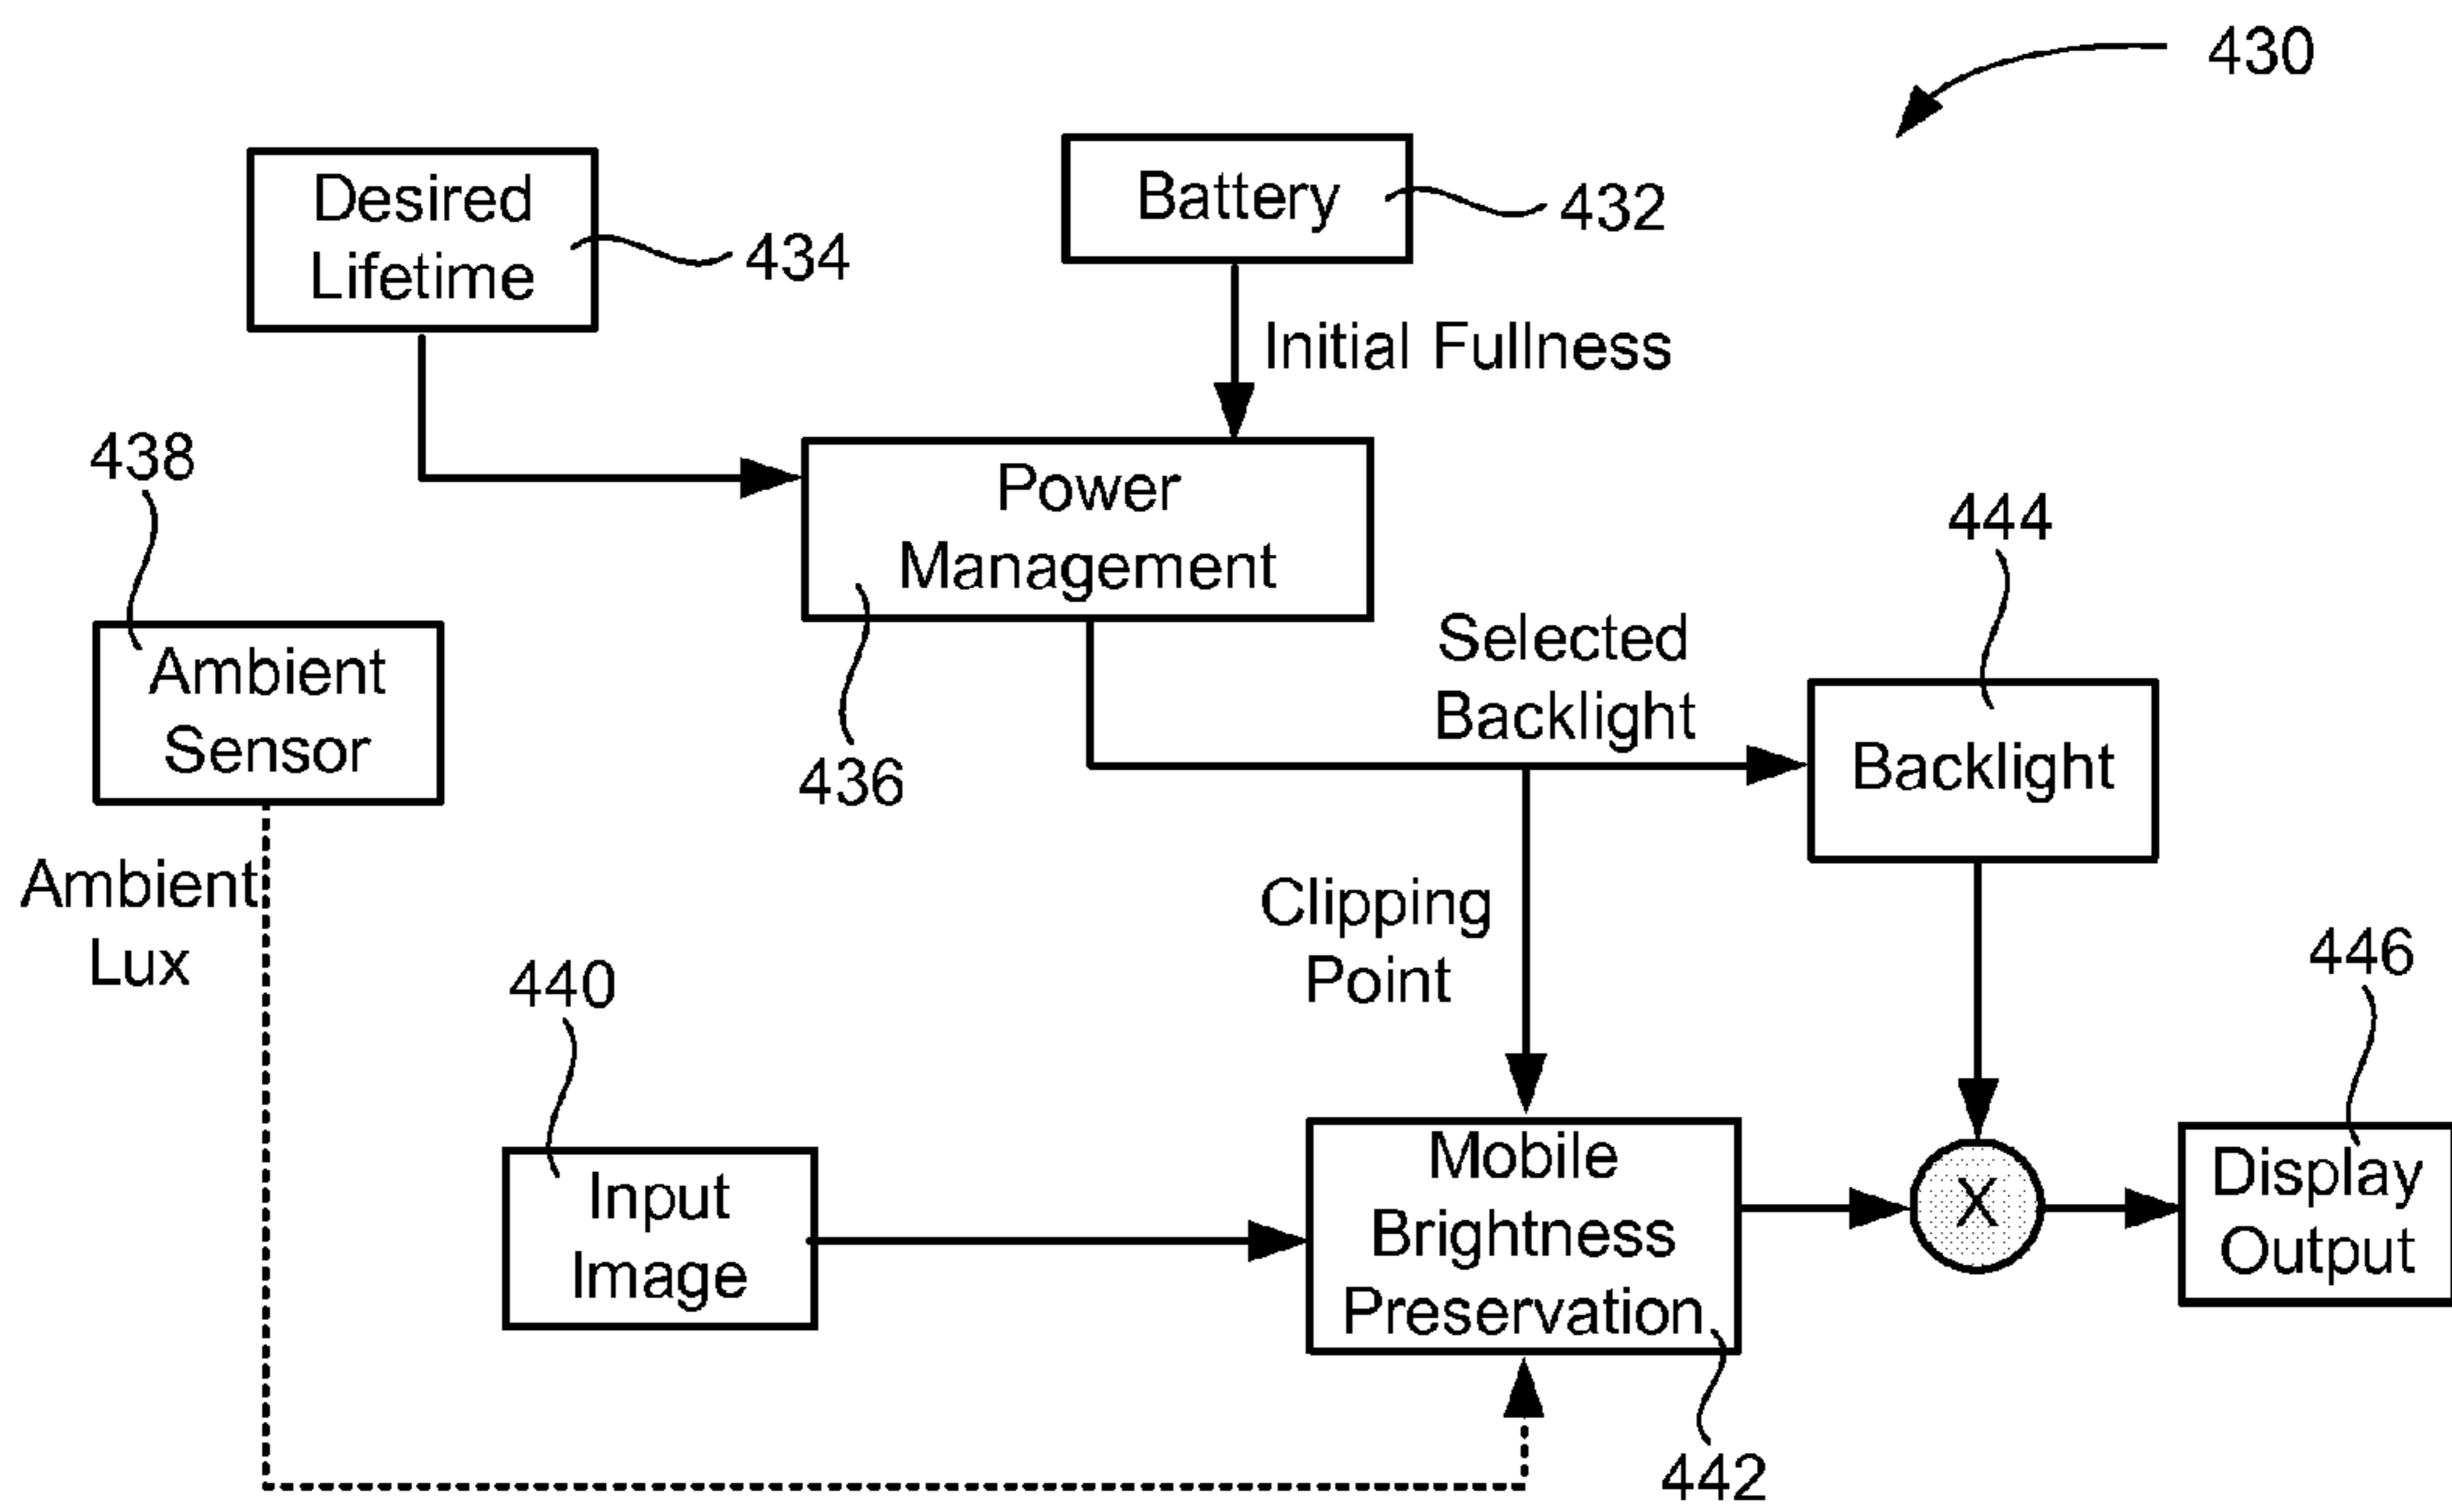 430
Desired
Lifetime
434
Battery
432
Initial Fullness
438
Power
Management
436
444
Ambient
Sensor
Selected
Backlight
Backlight
Ambient
Lux
Clipping
Point
440
446
Input
Image
Mobile
Brightness
Preservation
442
X
Display
Output